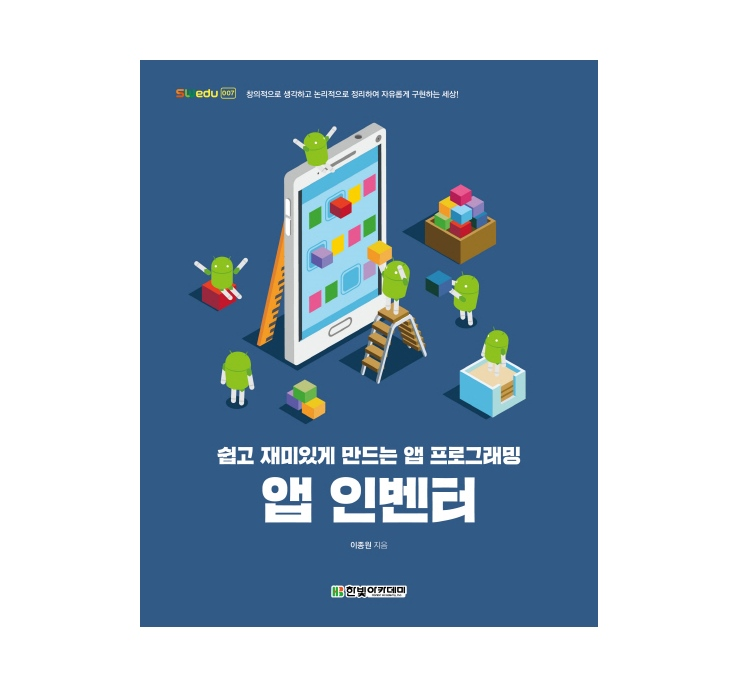 SWedu 007 창의적으로 생각하고 논리적으로 정리하여 자유롭게 구현하는 세상!
쉽고 재미있게 만드는 앱 프로그래밍
앱 인벤터
이종원 지음
한빛아카데미